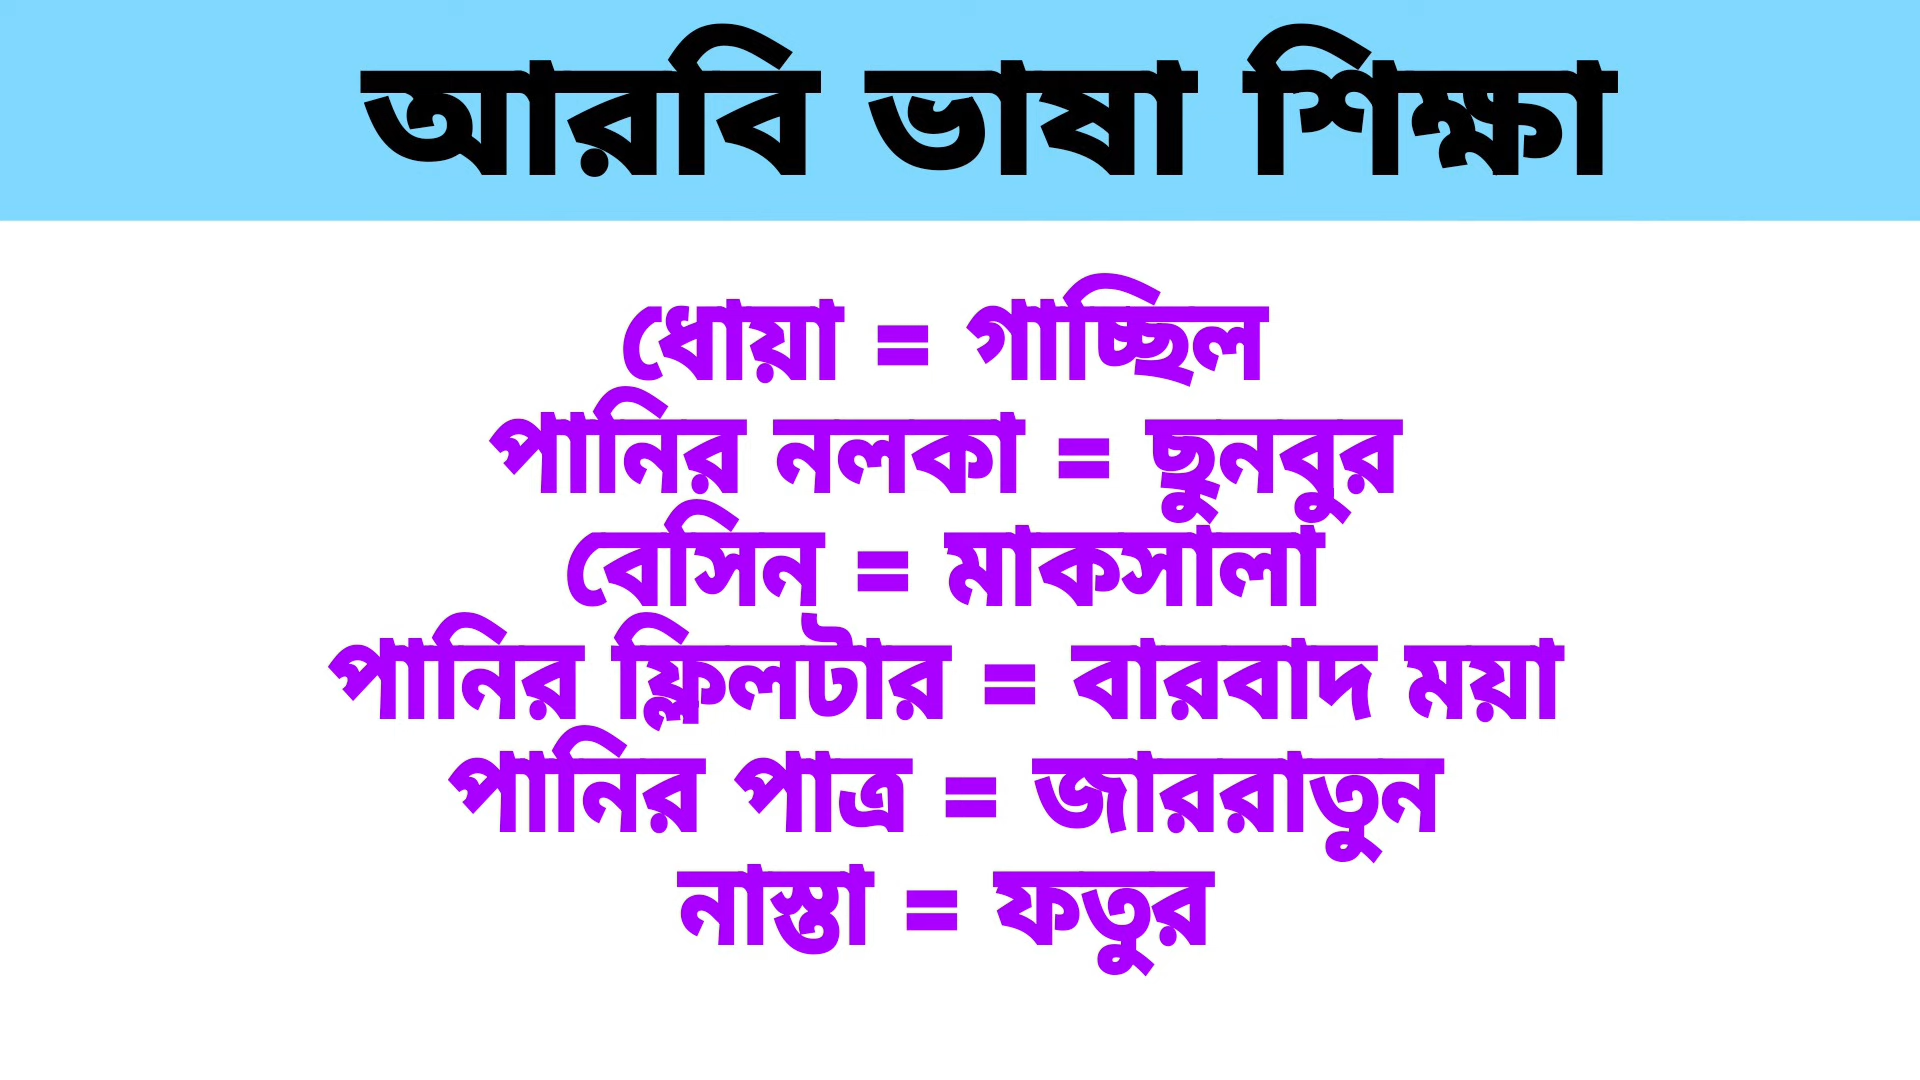 আরবি ভাষা শিক্ষা
ধোয়া = গাচ্ছিল
পানির নলকা = ছুনবুর
বেসিন = মাকসালা
পানির ফ্লিলটার = বারবাদ ময়া
পানির পাত্র = জাররাতুন
নাস্তা = ফতুর